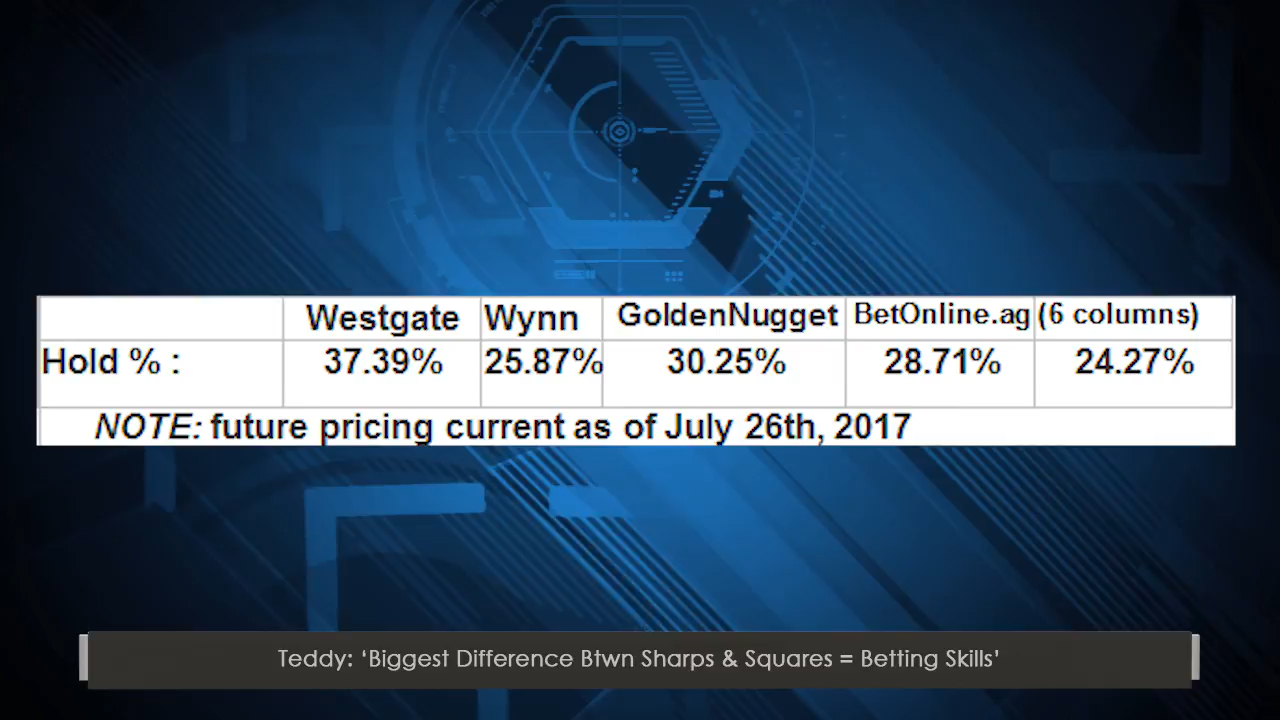 Westgate Wynn GoldenNugget BetOnline.ag (6 columns)
Hold % : 37.39% 25.87% 30.25% 28.71% 24.27%
NOTE: future pricing current as of July 26th, 2017
Teddy: ‘Biggest Difference Btwn Sharps & Squares = Betting Skills’